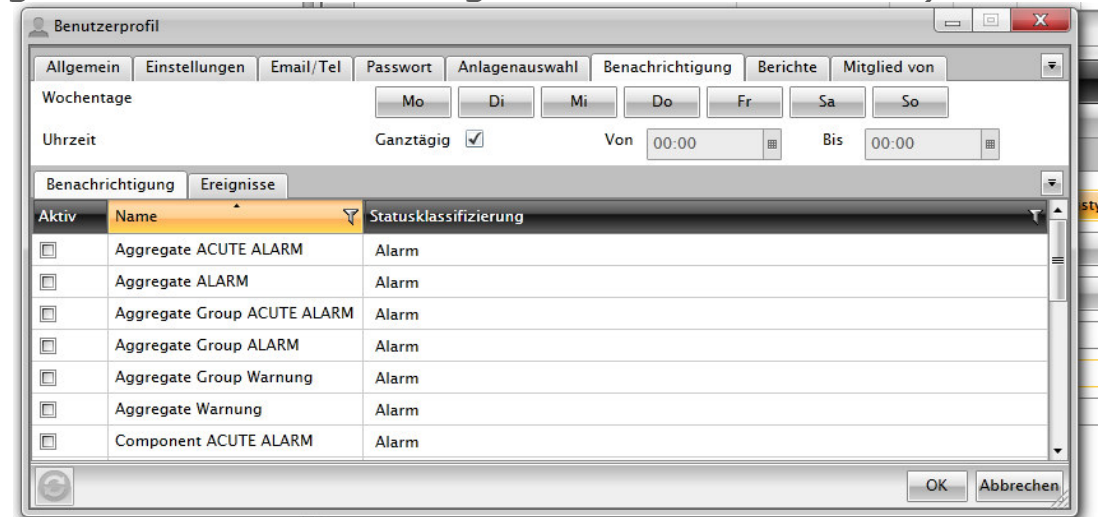 Benutzerprofil
Allgemein Einstellungen Email/Tel Passwort Anlagenauswahl Benachrichtigung Berichte Mitglied von
Wochentage Mo Di Mi Do Fr Sa So
Uhrzeit Ganztägig Von 00:00 Bis 00:00
Benachrichtigung Ereignisse
Aktiv Name Statusklassifizierung
Aggregate ACUTE ALARM Alarm
Aggregate ALARM Alarm
Aggregate Group ACUTE ALARM Alarm
Aggregate Group ALARM Alarm
Aggregate Group Warnung Alarm
Aggregate Warnung Alarm
Component ACUTE ALARM Alarm
OK Abbrechen